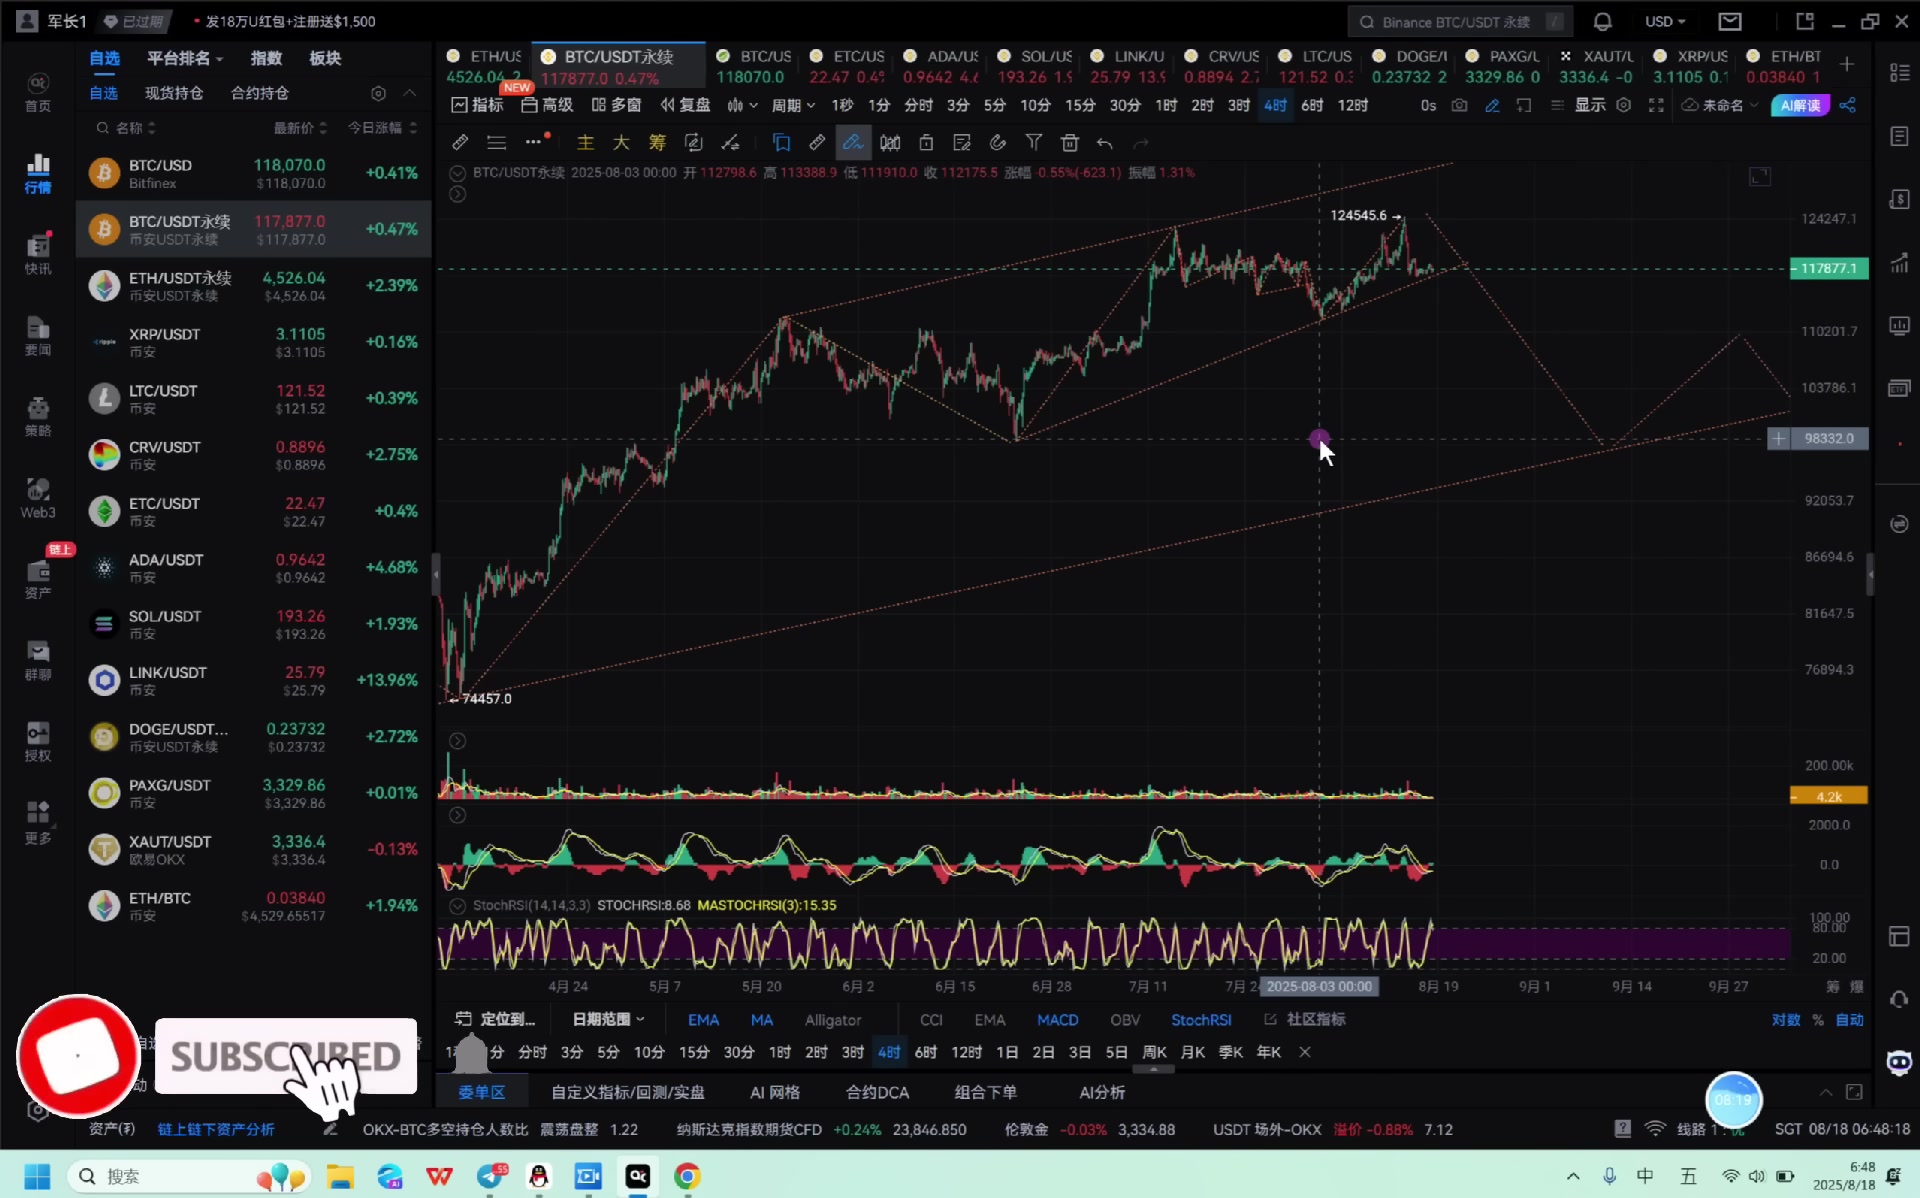 军长1 已过期 • 发18万U红包+注册送$1,500
Binance BTC/USDT 永续 / USD
自选 平台排名 指数 板块
自选 现货持仓 合约持仓
名称 最新价 今日涨幅
首页
行情
快讯
要闻
策略
Web3
链上
资产
群聊
授权
更多
BTC/USD 118,070.0 +0.41%
Bitfinex $118,070.0
BTC/USDT永续 117,877.0 +0.47%
币安USDT永续 $117,877.0
ETH/USDT永续 4,526.04 +2.39%
币安USDT永续 $4,526.04
XRP/USDT 3.1105 +0.16%
币安 $3.1105
LTC/USDT 121.52 +0.39%
币安 $121.52
CRV/USDT 0.8896 +2.75%
币安 $0.8896
ETC/USDT 22.47 +0.4%
币安 $22.47
ADA/USDT 0.9642 +4.68%
币安 $0.9642
SOL/USDT 193.26 +1.93%
币安 $193.26
LINK/USDT 25.79 +13.96%
币安 $25.79
DOGE/USDT... 0.23732 +2.72%
币安USDT永续 $0.23732
PAXG/USDT 3,329.86 +0.01%
币安 $3,329.86
XAUT/USDT 3,336.4 -0.13%
欧易OKX $3,336.4
ETH/BTC 0.03840 +1.94%
币安 $4,529.65517
ETH/US BTC/USDT永续 BTC/US ETC/US ADA/US SOL/US LINK/U CRV/US LTC/US DOGE/ PAXG/L XAUT/L XRP/US ETH/BT
4526.04 2 117877.0 0.47% 118070.0 22.47 0.4 0.9642 4.6 193.26 1.9 25.79 13.9 0.8894 2.7 121.52 0.3 0.23732 2 3329.86 0 3336.4 -0 3.1105 0.1 0.03840 1
NEW
指标 高级 多窗 复盘 周期 1秒 1分 分时 3分 5分 10分 15分 30分 1时 2时 3时 4时 6时 12时 0s 显示 未命名 AI解读
主 大 筹
BTC/USDT永续 2025-08-03 00:00 开 112798.6 高 113388.9 低 111910.0 收 112175.5 涨幅 -0.55%(-623.1) 振幅 1.31%
124545.6
74457.0
124247.1
117877.1
110201.7
103786.1
98332.0
92053.7
86694.6
81647.5
76894.3
200.00k
4.2k
2000.0
0.0
StochRSI(14,14,3,3) STOCHRSI:8.68 MASTOCHRSI(3):15.35
100.00
80.00
20.00
4月 24 5月 7 5月 20 6月 2 6月 15 6月 28 7月 11 7月 24 2025-08-03 00:00 8月 19 9月 1 9月 14 9月 27 筹 爆
定位到... 日期范围 EMA MA Alligator CCI EMA MACD OBV StochRSI 社区指标 对数 % 自动
分 分时 3分 5分 10分 15分 30分 1时 2时 3时 4时 6时 12时 1日 2日 3日 5日 周K 月K 季K 年K
SUBSCRIBED
委单区 自定义指标/回测/实盘 AI 网格 合约DCA 组合下单 AI分析
08:19
资产(₮) 链上链下资产分析 OKX-BTC多空持仓人数比 震荡盘整 1.22 纳斯达克指数期货CFD +0.24% 23,846.850 伦敦金 -0.03% 3,334.88 USDT 场外-OKX 溢价 -0.88% 7.12 线路 1 SGT 08/18 06:48:18
搜索 55 中 五 6:48
2025/8/18